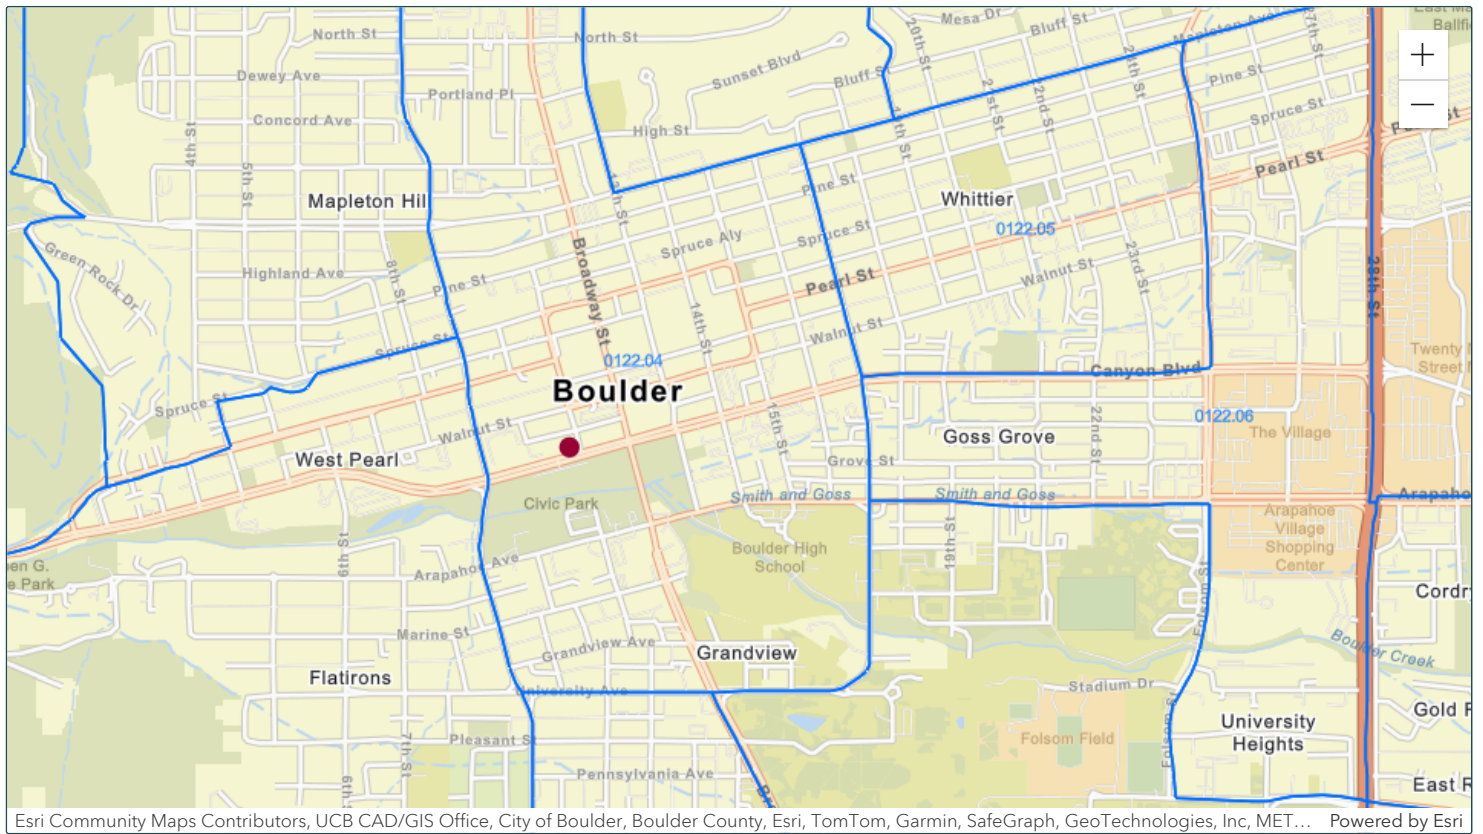 North St
North St
Mesa Dr
Bluff St
20th St
Mapleton Ave
27th St
Dewey Ave
Sunset Blvd
Bluff S
24th St
Pine St
Portland Pl
21st St
22nd St
Spruce St
Concord Ave
High St
4th St
5th St
Pearl St
Mapleton Hill
Pine St
Whittier
0122.05
Spruce Aly
Spruce St
Green Rock Dr
Highland Ave
8th St
Pine St
Broadway St
Pearl St
Walnut St
23rd St
28th St
14th St
Walnut St
Spruce St
0122.04
Boulder
Canyon Blvd
Twenty
Street
Spruce St
15th St
22nd St
0122.06
The Village
Walnut St
Goss Grove
West Pearl
Grove St
Smith and Goss
Smith and Goss
Arapaho
Civic Park
Arapahoe
Village
Shopping
Center
6th St
19th St
Boulder High
School
en G.
e Park
Arapahoe Ave
Folsom St
Cordr
Marine St
Grandview Ave
Grandview
Boulder Creek
Flatirons
University Ave
Stadium Dr
Gold F
University
Heights
Folsom St
7th St
Pleasant St
Folsom Field
Pennsylvania Ave
9th St
East R
+
−
Esri Community Maps Contributors, UCB CAD/GIS Office, City of Boulder, Boulder County, Esri, TomTom, Garmin, SafeGraph, GeoTechnologies, Inc, MET... Powered by Esri